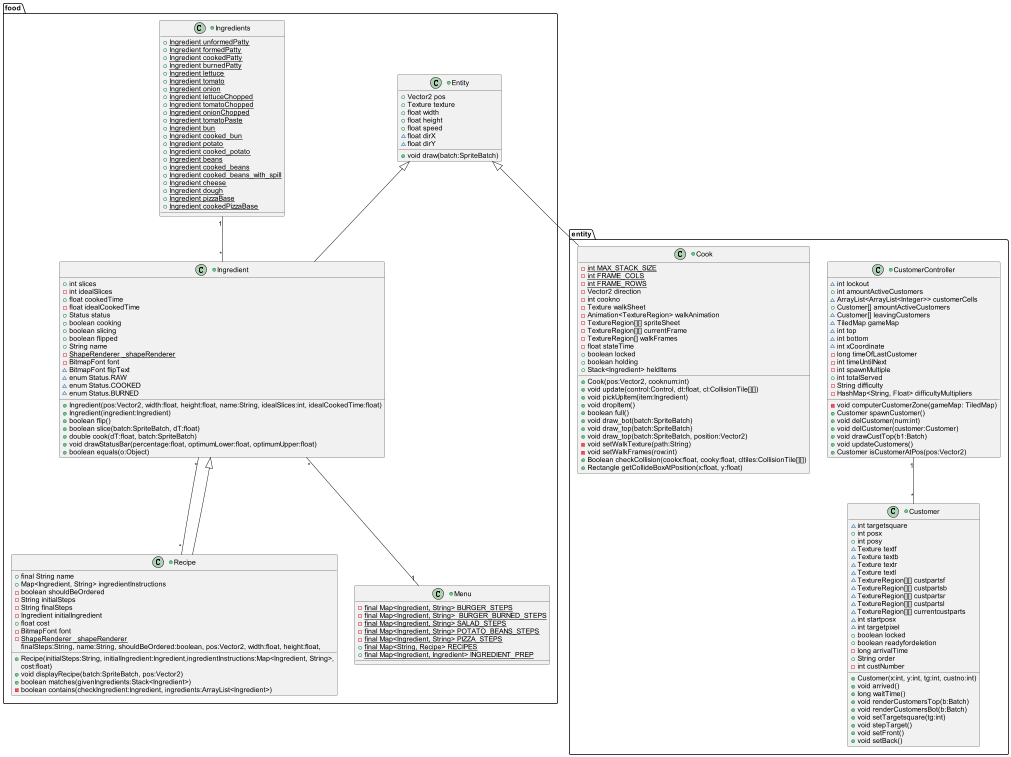 food
C Ingredients
Ingredient unformedPatty
Ingredient formedPatty
Ingredient cookedPatty
Ingredient burnedPatty
Ingredient lettuce
Ingredient tomato
Ingredient onion
Ingredient lettuceChopped
Ingredient tomatoChopped
Ingredient onionChopped
Ingredient tomatoPaste
Ingredient bun
Ingredient cooked_bun
Ingredient potato
Ingredient cooked_potato
Ingredient beans
Ingredient cooked_beans
Ingredient cooked_beans_with_spill
Ingredient cheese
Ingredient dough
Ingredient pizzaBase
Ingredient cookedPizzaBase
C Entity
Vector2 pos
Texture texture
float width
float height
float speed
float dirX
float dirY
void draw(batch:SpriteBatch)
1
*
C Ingredient
int slices
int idealSlices
float cookedTime
float idealCookedTime
Status status
boolean cooking
boolean slicing
boolean flipped
String name
ShapeRenderer _shapeRenderer
BitmapFont font
BitmapFont flipText
enum Status.RAW
enum Status.COOKED
enum Status.BURNED
Ingredient(pos:Vector2, width:float, height:float, name:String, idealSlices:int, idealCookedTime:float)
Ingredient(ingredient:Ingredient)
boolean flip()
boolean slice(batch:SpriteBatch, dT:float)
double cook(dT:float, batch:SpriteBatch)
void drawStatusBar(percentage:float, optimumLower:float, optimumUpper:float)
boolean equals(o:Object)
*
*
*
1
C Recipe
final String name
Map<Ingredient, String> ingredientInstructions
boolean shouldBeOrdered
String initialSteps
String finalSteps
Ingredient initialIngredient
float cost
BitmapFont font
ShapeRenderer _shapeRenderer
finalSteps:String, name:String, shouldBeOrdered:boolean, pos:Vector2, width:float, height:float,
Recipe(initialSteps:String, initialIngredient:Ingredient,ingredientInstructions:Map<Ingredient, String>,
cost:float)
void displayRecipe(batch:SpriteBatch, pos:Vector2)
boolean matches(givenIngredients:Stack<Ingredient>)
boolean contains(checkIngredient:Ingredient, ingredients:ArrayList<Ingredient>)
C Menu
final Map<Ingredient, String> BURGER_STEPS
final Map<Ingredient, String> BURGER_BURNED_STEPS
final Map<Ingredient, String> SALAD_STEPS
final Map<Ingredient, String> POTATO_BEANS_STEPS
final Map<Ingredient, String> PIZZA_STEPS
final Map<String, Recipe> RECIPES
final Map<Ingredient, Ingredient> INGREDIENT_PREP
entity
C Cook
int MAX_STACK_SIZE
int FRAME_COLS
int FRAME_ROWS
Vector2 direction
int cookno
Texture walkSheet
Animation<TextureRegion> walkAnimation
TextureRegion[][] spriteSheet
TextureRegion[][] currentFrame
TextureRegion[] walkFrames
float stateTime
boolean locked
boolean holding
Stack<Ingredient> heldItems
Cook(pos:Vector2, cooknum:int)
void update(control:Control, dt:float, cl:CollisionTile[][])
void pickUpItem(item:Ingredient)
void dropItem()
boolean full()
void draw_bot(batch:SpriteBatch)
void draw_top(batch:SpriteBatch)
void draw_top(batch:SpriteBatch, position:Vector2)
void setWalkTexture(path:String)
void setWalkFrames(row:int)
Boolean checkCollision(cookx:float, cooky:float, cltiles:CollisionTile[][])
Rectangle getCollideBoxAtPosition(x:float, y:float)
C CustomerController
int lockout
int amountActiveCustomers
ArrayList<ArrayList<Integer>> customerCells
Customer[] amountActiveCustomers
Customer[] leavingCustomers
TiledMap gameMap
int top
int bottom
int xCoordinate
long timeOfLastCustomer
int timeUntilNext
int spawnMultiple
int totalServed
String difficulty
HashMap<String, Float> difficultyMultipliers
void computerCustomerZone(gameMap: TiledMap)
Customer spawnCustomer()
void delCustomer(num:int)
void delCustomer(customer:Customer)
void drawCustTop(b1:Batch)
void updateCustomers()
Customer isCustomerAtPos(pos:Vector2)
1
*
C Customer
int targetsquare
int posx
int posy
Texture textf
Texture textb
Texture textr
Texture textl
TextureRegion[][] custpartsf
TextureRegion[][] custpartsb
TextureRegion[][] custpartsr
TextureRegion[][] custpartsl
TextureRegion[][] currentcustparts
int startposx
int targetpixel
boolean locked
boolean readyfordeletion
long arrivalTime
String order
int custNumber
Customer(x:int, y:int, tg:int, custno:int)
void arrived()
long waitTime()
void renderCustomersTop(b:Batch)
void renderCustomersBot(b:Batch)
void setTargetsquare(tg:int)
void stepTarget()
void setFront()
void setBack()